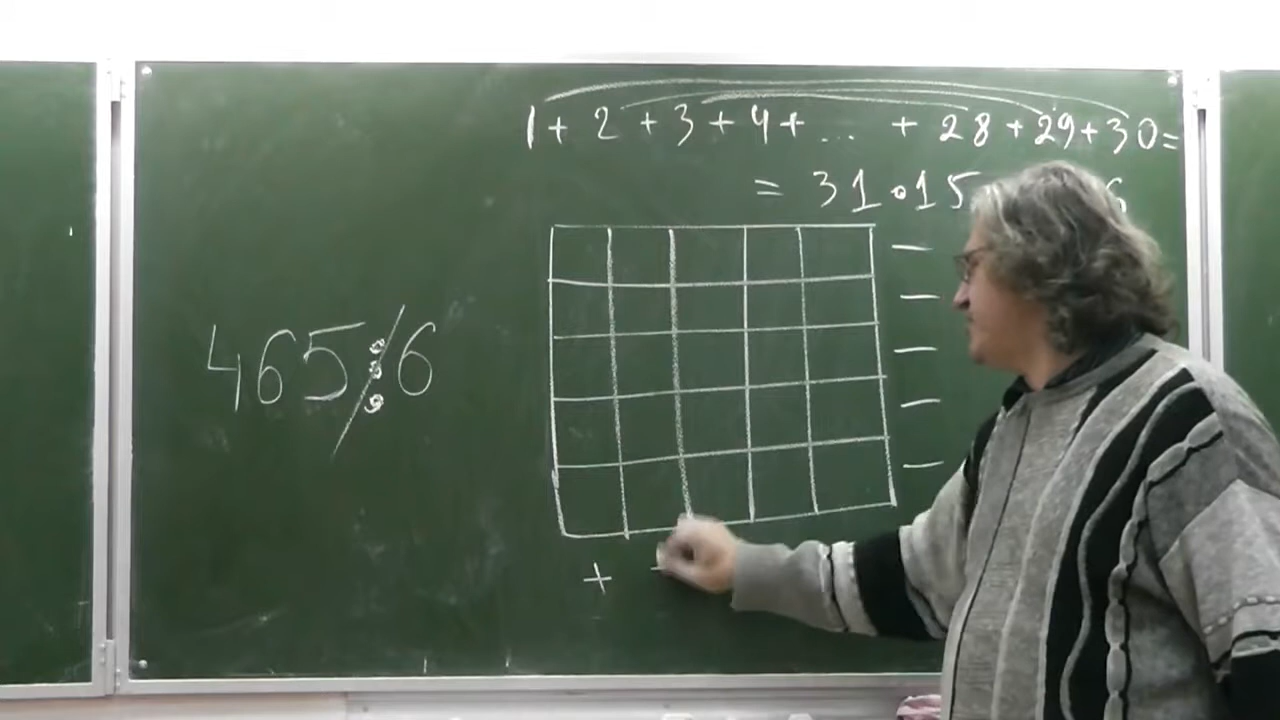 1 + 2 + 3 + 4 + ... + 28 + 29 + 30 =
= 31 · 15
465 ⋮̸ 6
− 
− 
− 
− 
− 
+